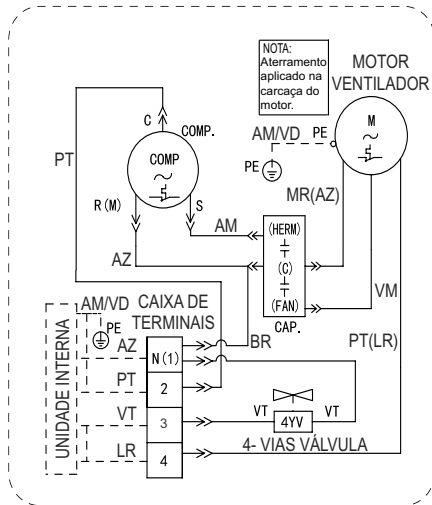 NOTA:
Aterramento
aplicado na
carcaça do
motor.
MOTOR
VENTILADOR
C
COMP.
AM/VD
PE
M
~
PT
COMP
~
PE
R(M)
S
MR(AZ)
AM
(HERM)
AZ
(C)
VM
(FAN)
AM/VD
CAIXA DE
TERMINAIS
CAP.
PE
BR
PT(LR)
UNIDADE INTERNA
AZ
N(1)
PT
2
VT
3
VT
4YV
VT
LR
4
4- VIAS VÁLVULA